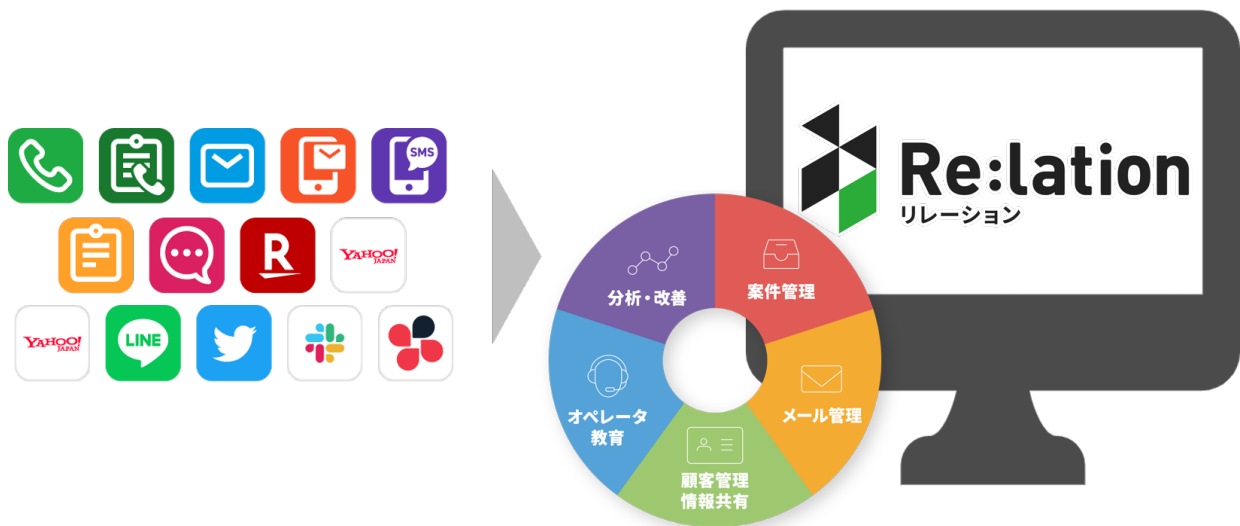 SMS
R
YAHOO!
JAPAN
YAHOO!
JAPAN
LINE
Re:lation
リレーション
分析・改善
案件管理
オペレータ
教育
メール管理
顧客管理
情報共有